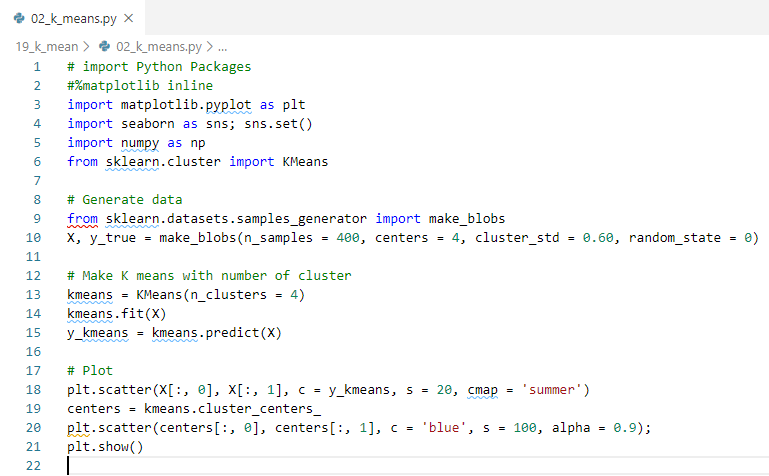 02_k_means.py ×
19_k_mean > 02_k_means.py > ...
1 # import Python Packages
2 #%matplotlib inline
3 import matplotlib.pyplot as plt
4 import seaborn as sns; sns.set()
5 import numpy as np
6 from sklearn.cluster import KMeans
7
8 # Generate data
9 from sklearn.datasets.samples_generator import make_blobs
10 X, y_true = make_blobs(n_samples = 400, centers = 4, cluster_std = 0.60, random_state = 0)
11
12 # Make K means with number of cluster
13 kmeans = KMeans(n_clusters = 4)
14 kmeans.fit(X)
15 y_kmeans = kmeans.predict(X)
16
17 # Plot
18 plt.scatter(X[:, 0], X[:, 1], c = y_kmeans, s = 20, cmap = 'summer')
19 centers = kmeans.cluster_centers_
20 plt.scatter(centers[:, 0], centers[:, 1], c = 'blue', s = 100, alpha = 0.9);
21 plt.show()
22